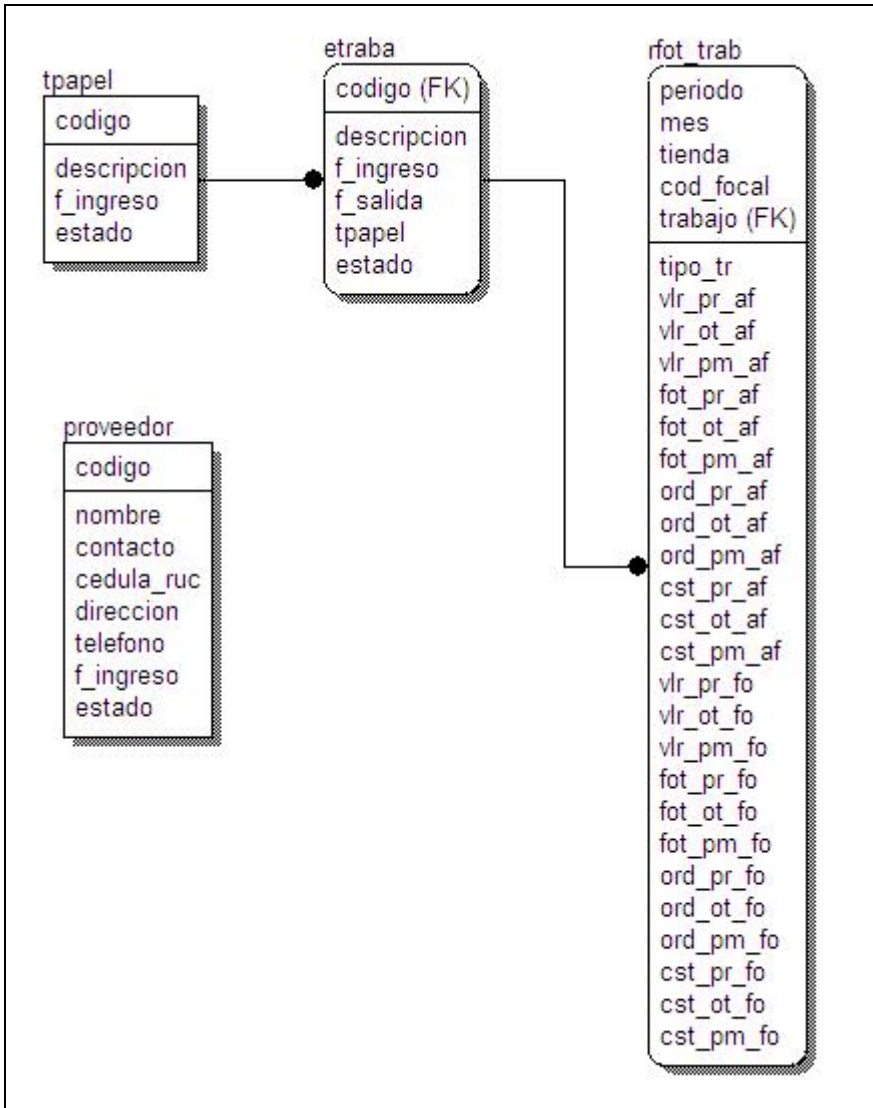 tpapel
codigo
descripcion
f_ingreso
estado
etraba
codigo (FK)
descripcion
f_ingreso
f_salida
tpapel
estado
rfot_trab
periodo
mes
tienda
cod_focal
trabajo (FK)
tipo_tr
vlr_pr_af
vlr_ot_af
vlr_pm_af
fot_pr_af
fot_ot_af
fot_pm_af
ord_pr_af
ord_ot_af
ord_pm_af
cst_pr_af
cst_ot_af
cst_pm_af
vlr_pr_fo
vlr_ot_fo
vlr_pm_fo
fot_pr_fo
fot_ot_fo
fot_pm_fo
ord_pr_fo
ord_ot_fo
ord_pm_fo
cst_pr_fo
cst_ot_fo
cst_pm_fo
proveedor
codigo
nombre
contacto
cedula_ruc
direccion
telefono
f_ingreso
estado